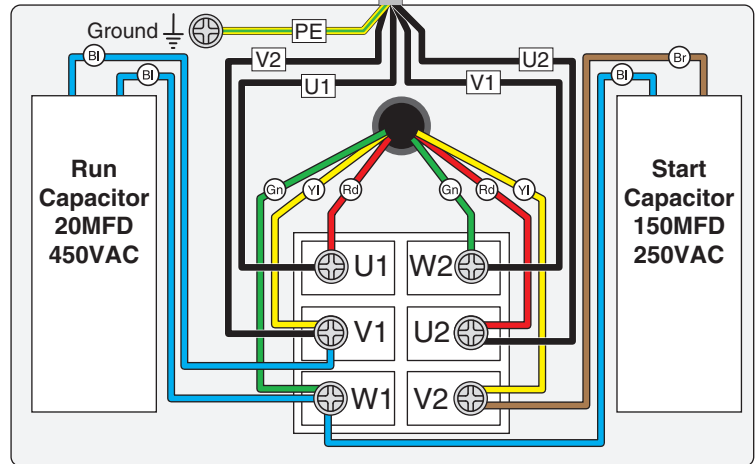 Ground
PE
V2
U1
U2
V1
Bl
Bl
Bl
Br
Run
Capacitor
20MFD
450VAC
Start
Capacitor
150MFD
250VAC
Gn
Yl
Rd
Gn
Rd
Yl
U1
W2
V1
U2
W1
V2